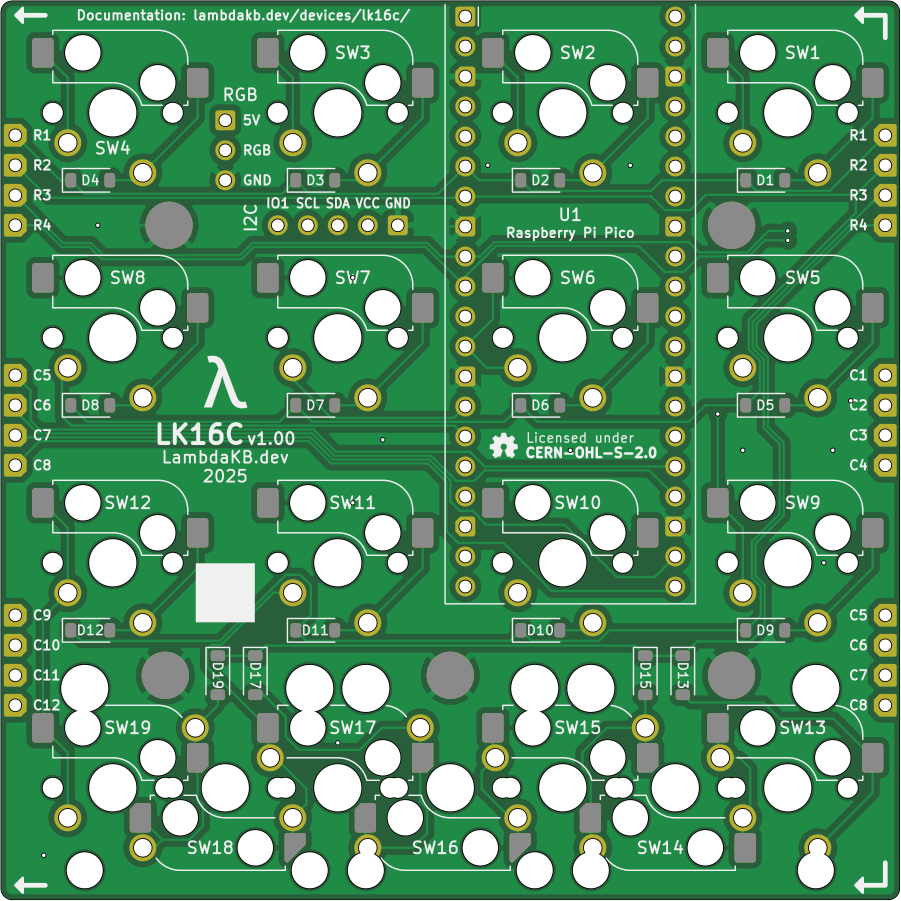 Documentation: lambdakb.dev/devices/lk16c/
SW4
SW3
SW2
SW1
RGB
5V
RGB
GND
R1
R2
R3
R4
R1
R2
R3
R4
D4
D3
D2
D1
I2C
IO1 SCL SDA VCC GND
U1
Raspberry Pi Pico
SW8
SW7
SW6
SW5
C5
C6
C7
C8
C1
C2
C3
C4
D8
D7
D6
D5
λ
LK16C v1.00
LambdaKB.dev
2025
Licensed under
CERN-OHL-S-2.0
SW12
SW11
SW10
SW9
C9
C10
C11
C12
C5
C6
C7
C8
D12
D11
D10
D9
D19
D17
D15
D13
SW19
SW17
SW15
SW13
SW18
SW16
SW14